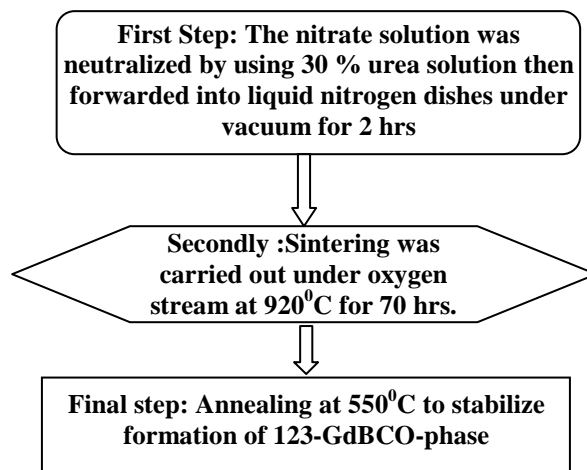 First Step: The nitrate solution was
neutralized by using 30 % urea solution then
forwarded into liquid nitrogen dishes under
vacuum for 2 hrs
Secondly :Sintering was
carried out under oxygen
stream at 920⁰C for 70 hrs.
Final step: Annealing at 550⁰C to stabilize
formation of 123-GdBCO-phase